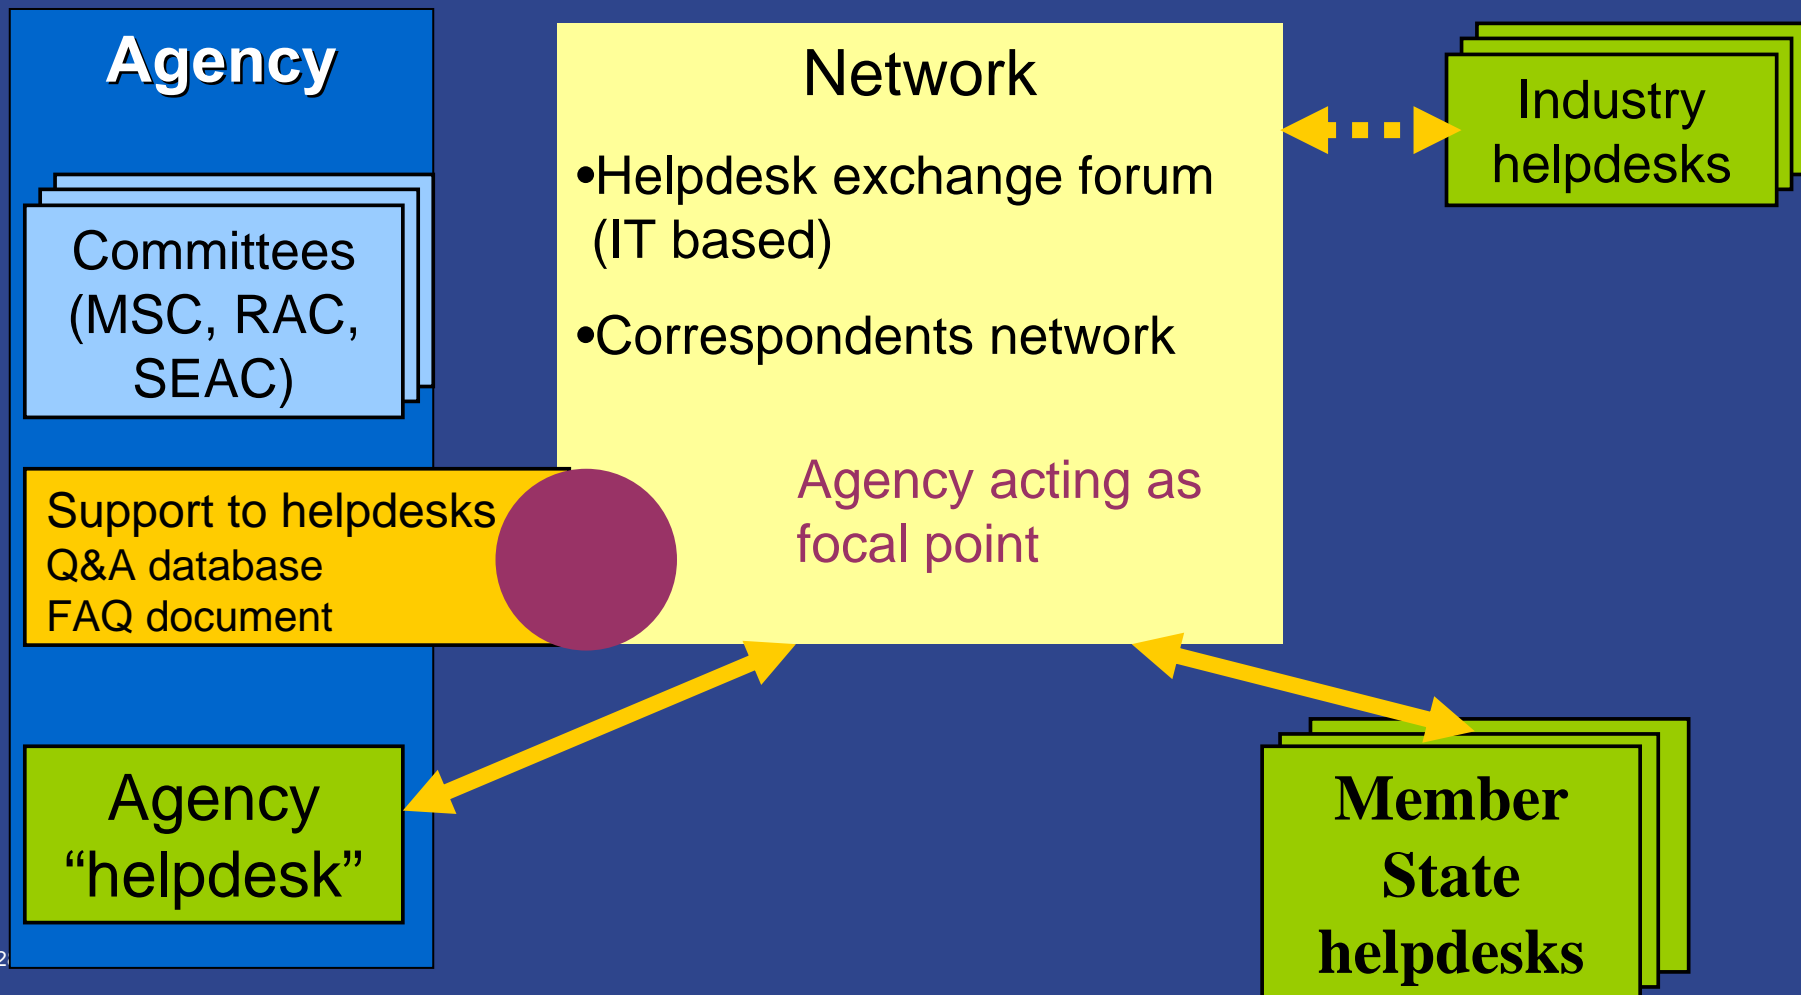 Agency
Committees
(MSC, RAC,
SEAC)
Support to helpdesks
Q&A database
FAQ document
Agency
“helpdesk”
Network
•Helpdesk exchange forum
(IT based)
•Correspondents network
Agency acting as
focal point
Industry
helpdesks
Member
State
helpdesks